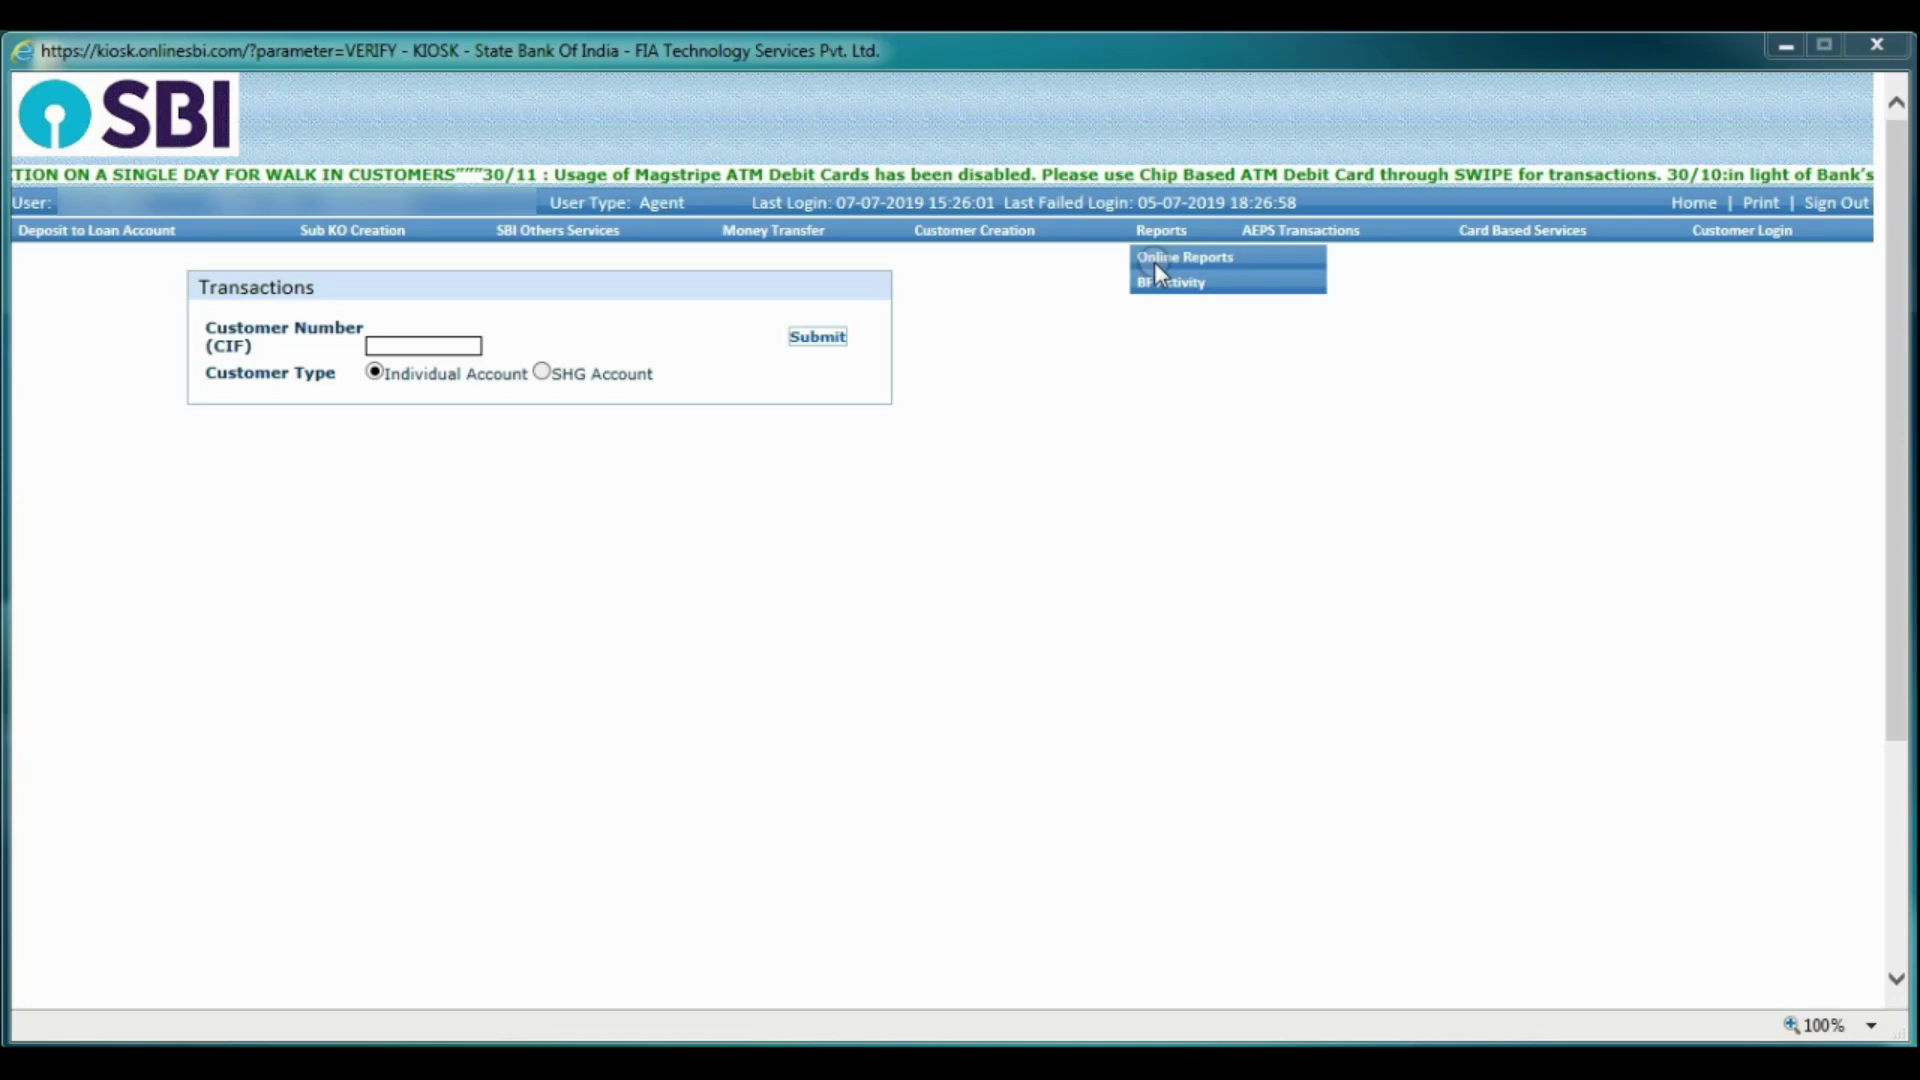 https://kiosk.onlinesbi.com/?parameter=VERIFY - KIOSK - State Bank Of India - FIA Technology Services Pvt. Ltd.
SBI
TION ON A SINGLE DAY FOR WALK IN CUSTOMERS"""30/11 : Usage of Magstripe ATM Debit Cards has been disabled. Please use Chip Based ATM Debit Card through SWIPE for transactions. 30/10:in light of Bank's
User: User Type: Agent Last Login: 07-07-2019 15:26:01 Last Failed Login: 05-07-2019 18:26:58 Home | Print | Sign Out
Deposit to Loan Account Sub KO Creation SBI Others Services Money Transfer Customer Creation Reports AEPS Transactions Card Based Services Customer Login
Online Reports
Transactions
Customer Number
(CIF)
Submit
Customer Type Individual Account SHG Account
100%